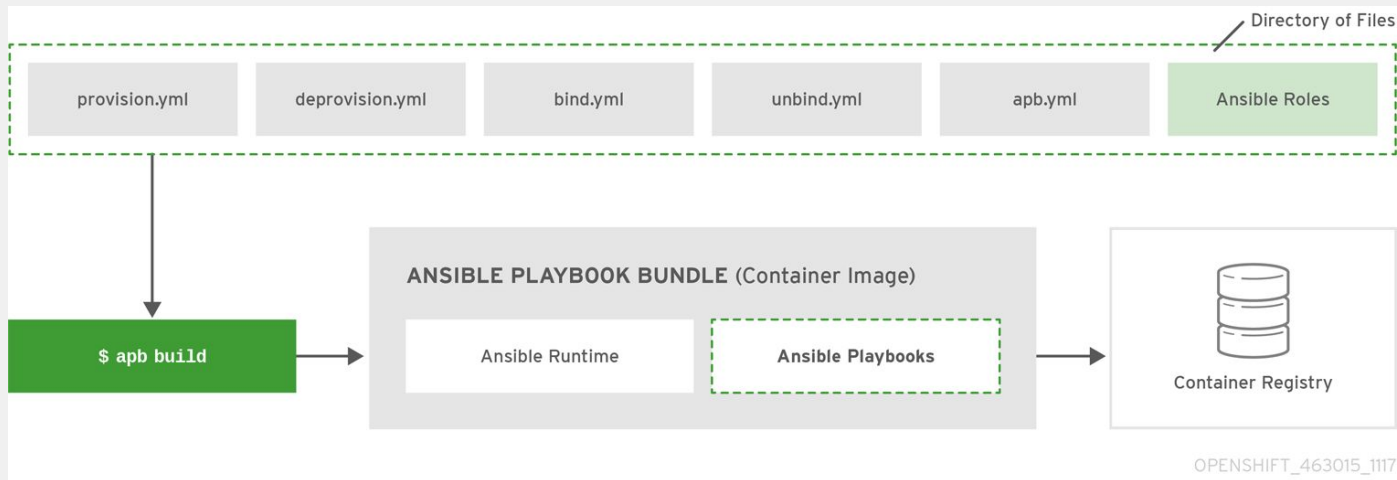 Directory of Files
provision.yml
deprovision.yml
bind.yml
unbind.yml
apb.yml
Ansible Roles
ANSIBLE PLAYBOOK BUNDLE (Container Image)
$ apb build
Ansible Runtime
Ansible Playbooks
Container Registry
OPENSHIFT_463015_1117